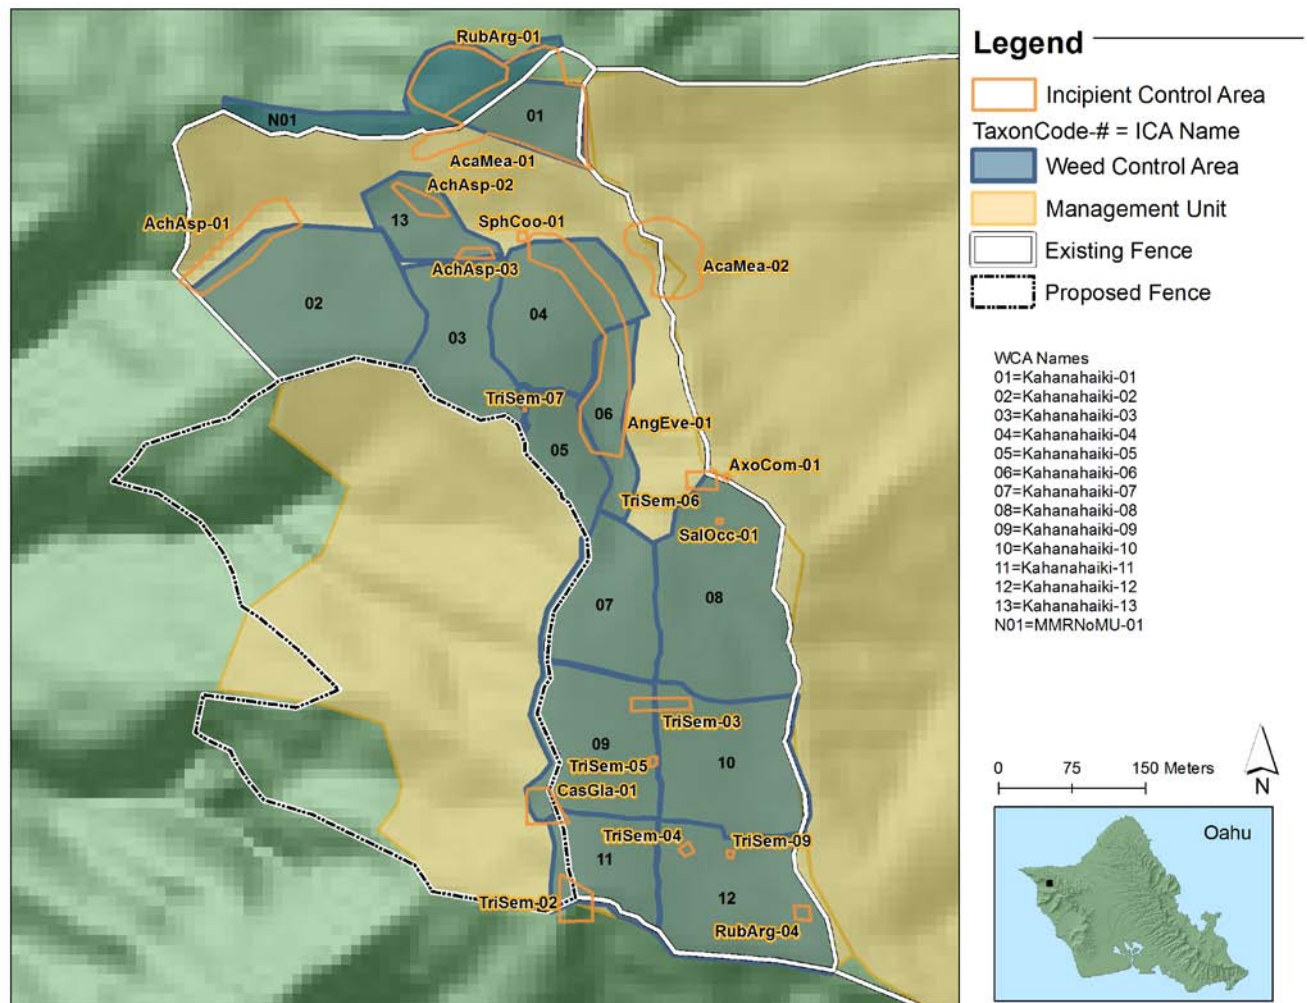 RubArg-01
01
N01
AcaMea-01
AchAsp-02
AchAsp-01
13
SphCoo-01
AchAsp-03
AcaMea-02
02
04
03
TriSem-07
06
AngEve-01
05
AxoCom-01
TriSem-06
SalOcc-01
07
08
TriSem-03
09
TriSem-05
10
CasGla-01
TriSem-04
TriSem-09
11
TriSem-02
12
RubArg-04
Legend
Incipient Control Area
TaxonCode-# = ICA Name
Weed Control Area
Management Unit
Existing Fence
Proposed Fence
WCA Names
01=Kahanahaiki-01
02=Kahanahaiki-02
03=Kahanahaiki-03
04=Kahanahaiki-04
05=Kahanahaiki-05
06=Kahanahaiki-06
07=Kahanahaiki-07
08=Kahanahaiki-08
09=Kahanahaiki-09
10=Kahanahaiki-10
11=Kahanahaiki-11
12=Kahanahaiki-12
13=Kahanahaiki-13
N01=MMRNoMU-01
0 75 150 Meters
N
Oahu